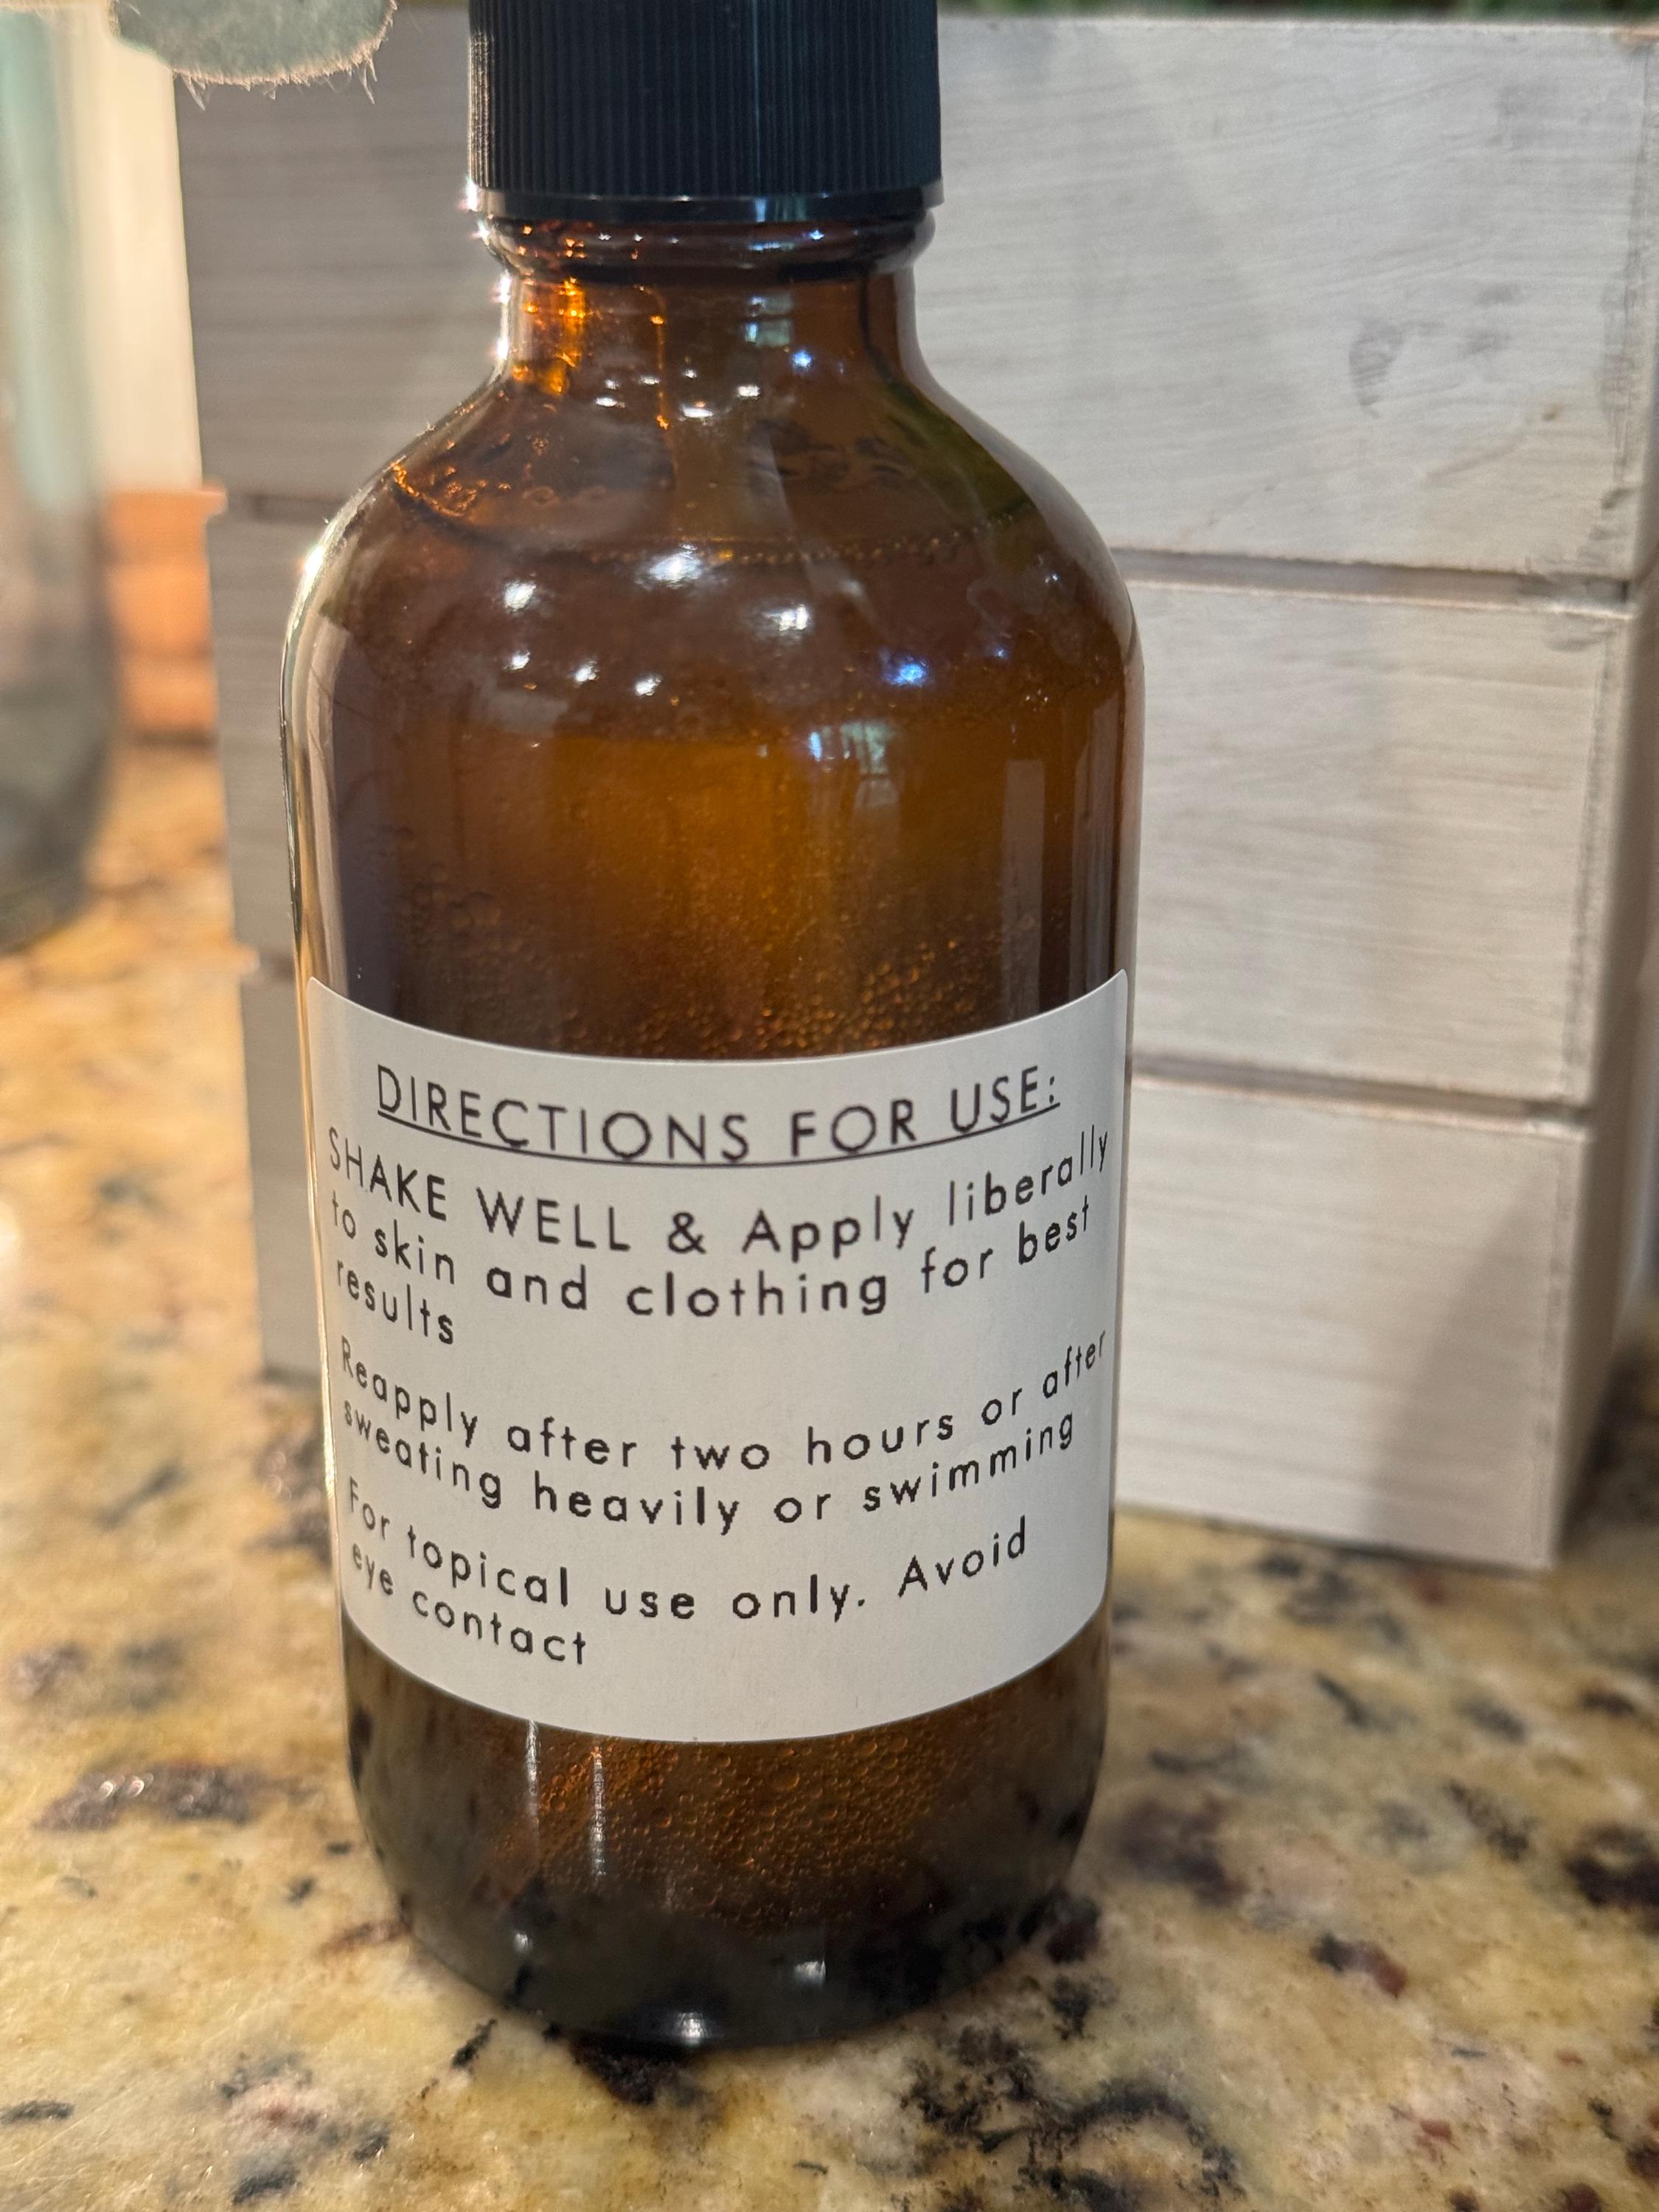 DIRECTIONS FOR USE:
SHAKE WELL & Apply liberally
to skin and clothing for best
results
Reapply after two hours or after
sweating heavily or swimming
For topical use only. Avoid
eye contact